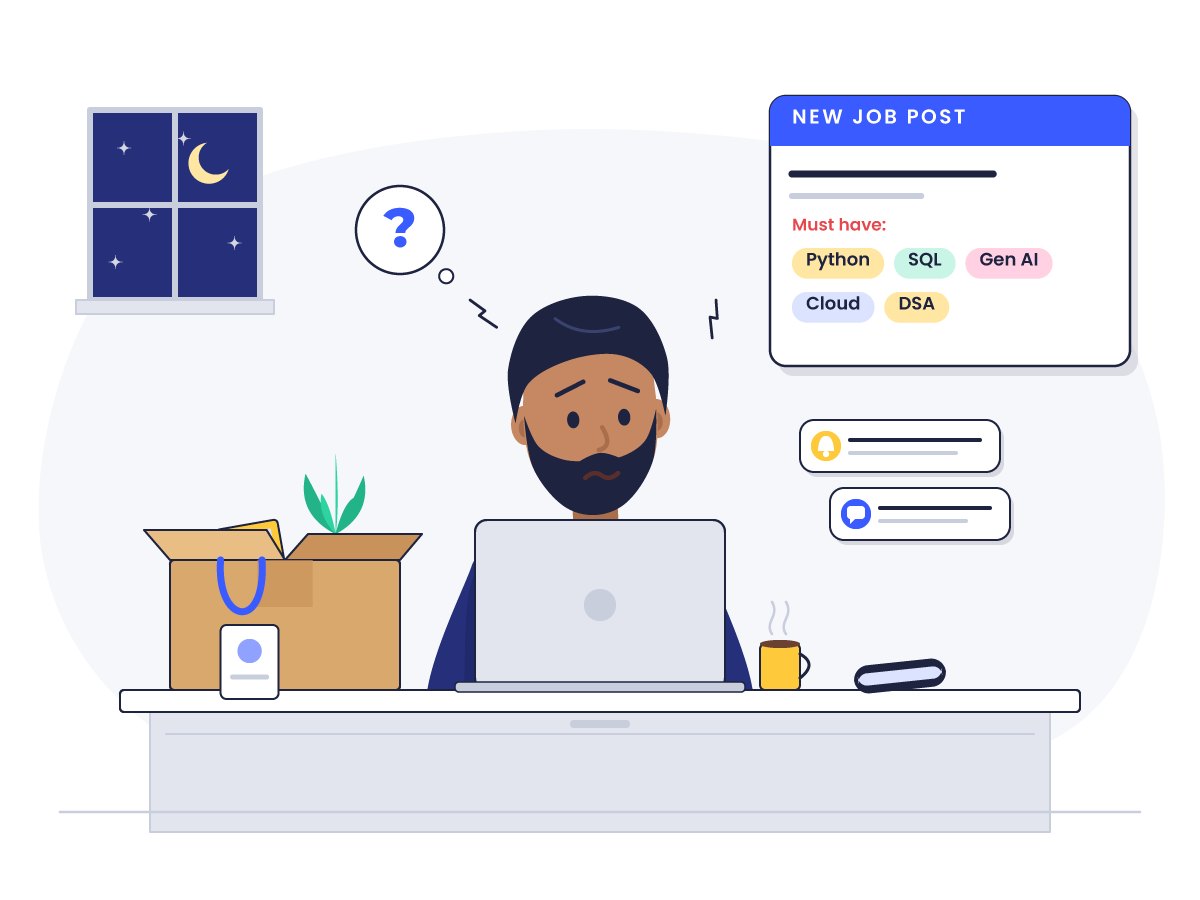 NEW JOB POST
?
Must have:
Python SQL Gen AI
Cloud DSA